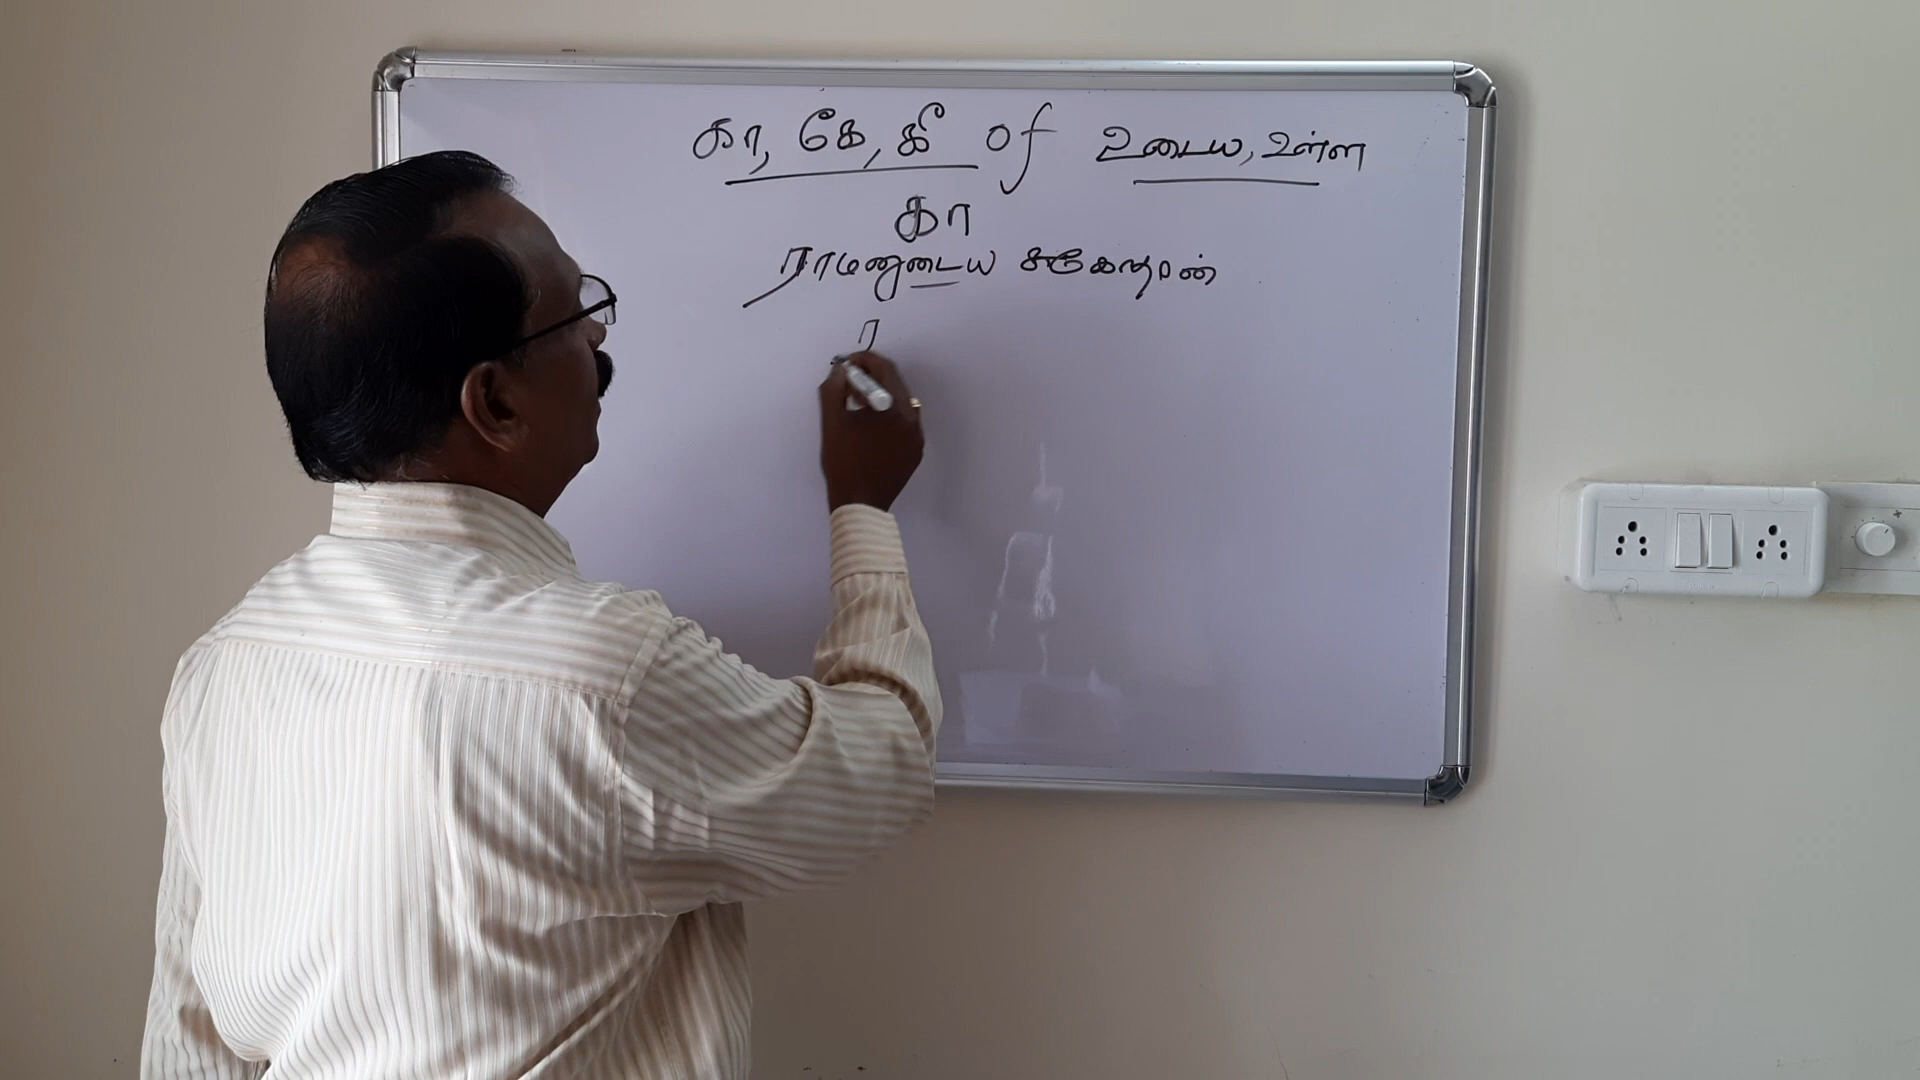 கா, கே, கீ of உடைய, உள்ள
கா
ராமனுடைய சகோதரன்
ர